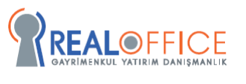 REALOFFICE
GAYRİMENKUL YATIRIM DANIŞMANLIK